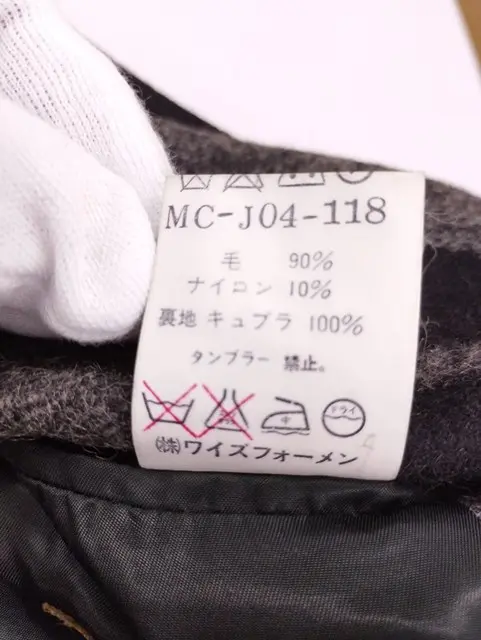 MC-J04-118
毛 90%
ナイロン 10%
裏地 キュプラ 100%
タンブラー 禁止。
中 ドライ
㈱ワイズフォーメン